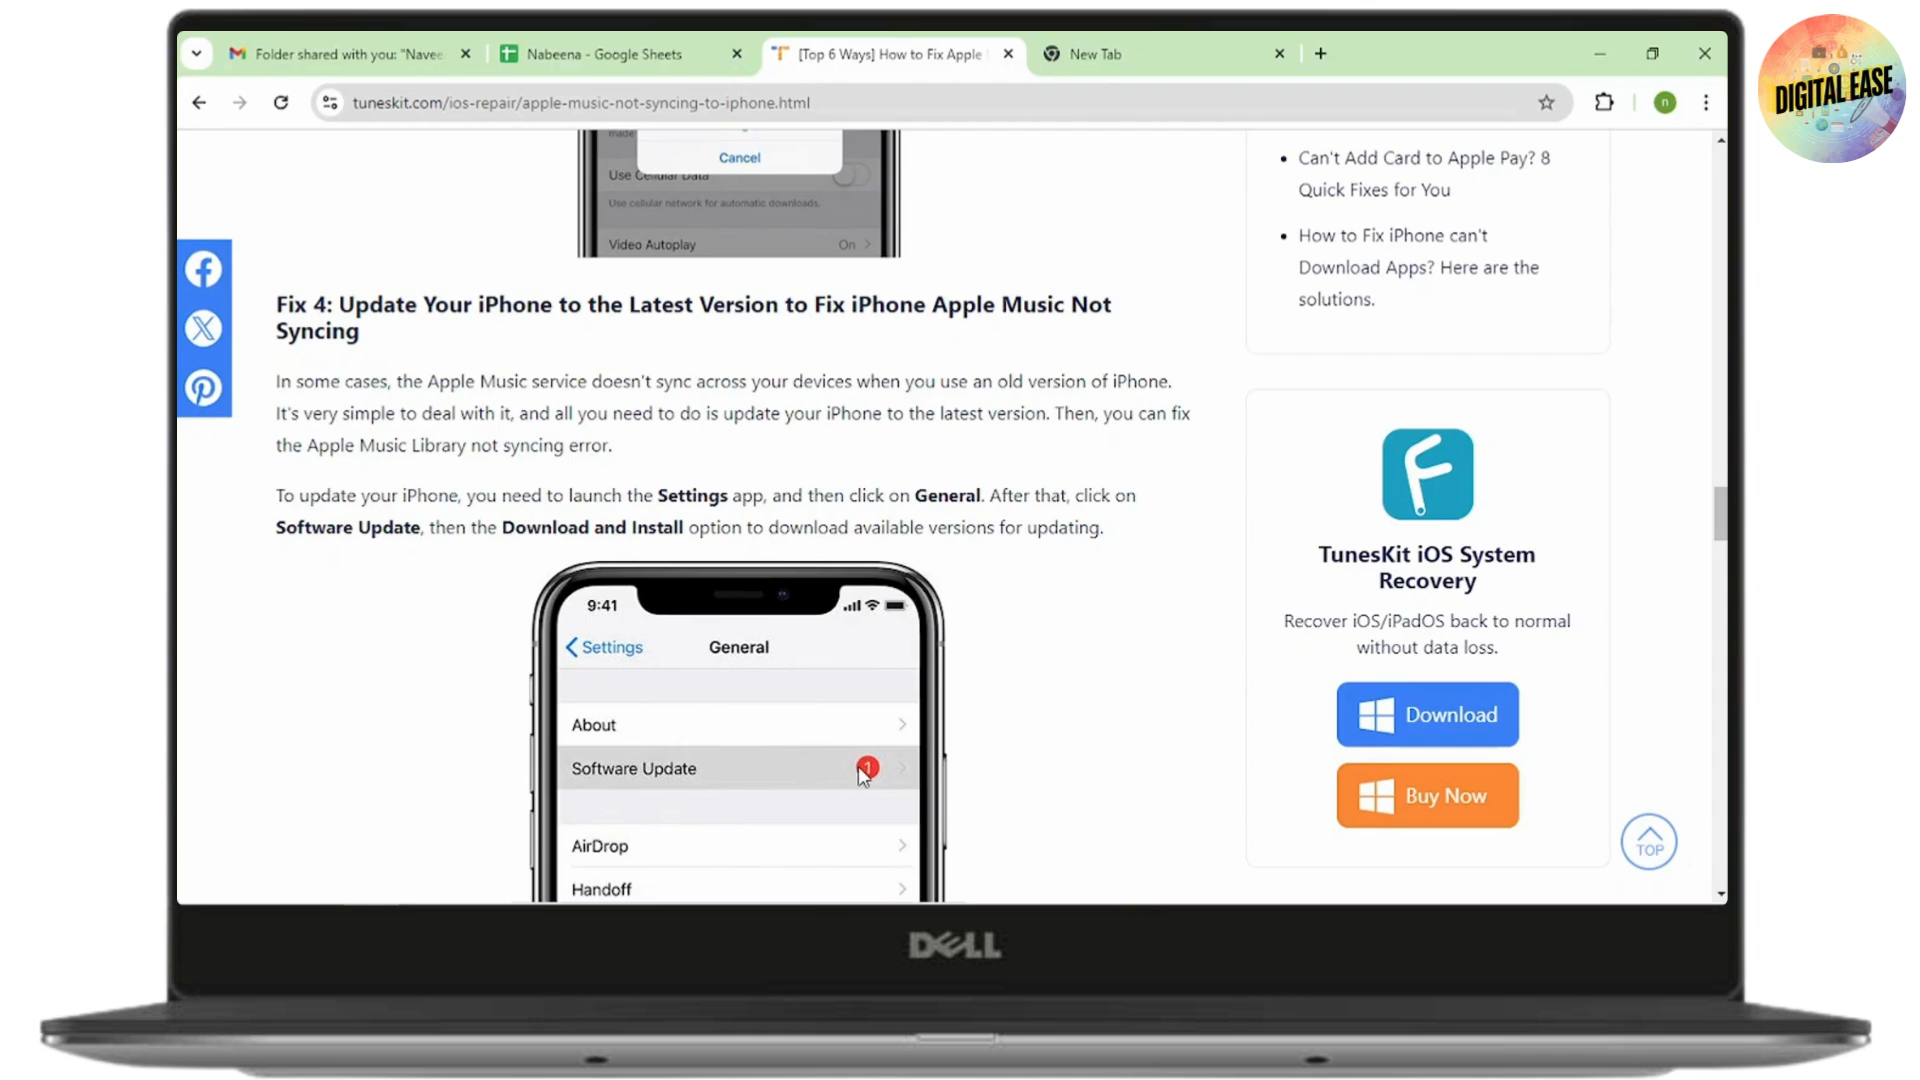 Folder shared with you: "Navee
Nabeena - Google Sheets
[Top 6 Ways] How to Fix Apple
New Tab
tuneskit.com/ios-repair/apple-music-not-syncing-to-iphone.html
n
DIGITAL EASE
made
Cancel
Use Cellular Data
Use cellular network for automatic downloads.
Video Autoplay On
Can't Add Card to Apple Pay? 8
Quick Fixes for You
How to Fix iPhone can't
Download Apps? Here are the
solutions.
Fix 4: Update Your iPhone to the Latest Version to Fix iPhone Apple Music Not
Syncing
In some cases, the Apple Music service doesn't sync across your devices when you use an old version of iPhone.
It's very simple to deal with it, and all you need to do is update your iPhone to the latest version. Then, you can fix
the Apple Music Library not syncing error.
To update your iPhone, you need to launch the Settings app, and then click on General. After that, click on
Software Update, then the Download and Install option to download available versions for updating.
9:41
Settings General
About
Software Update 1
AirDrop
Handoff
TunesKit iOS System
Recovery
Recover iOS/iPadOS back to normal
without data loss.
Download
Buy Now
TOP
DELL